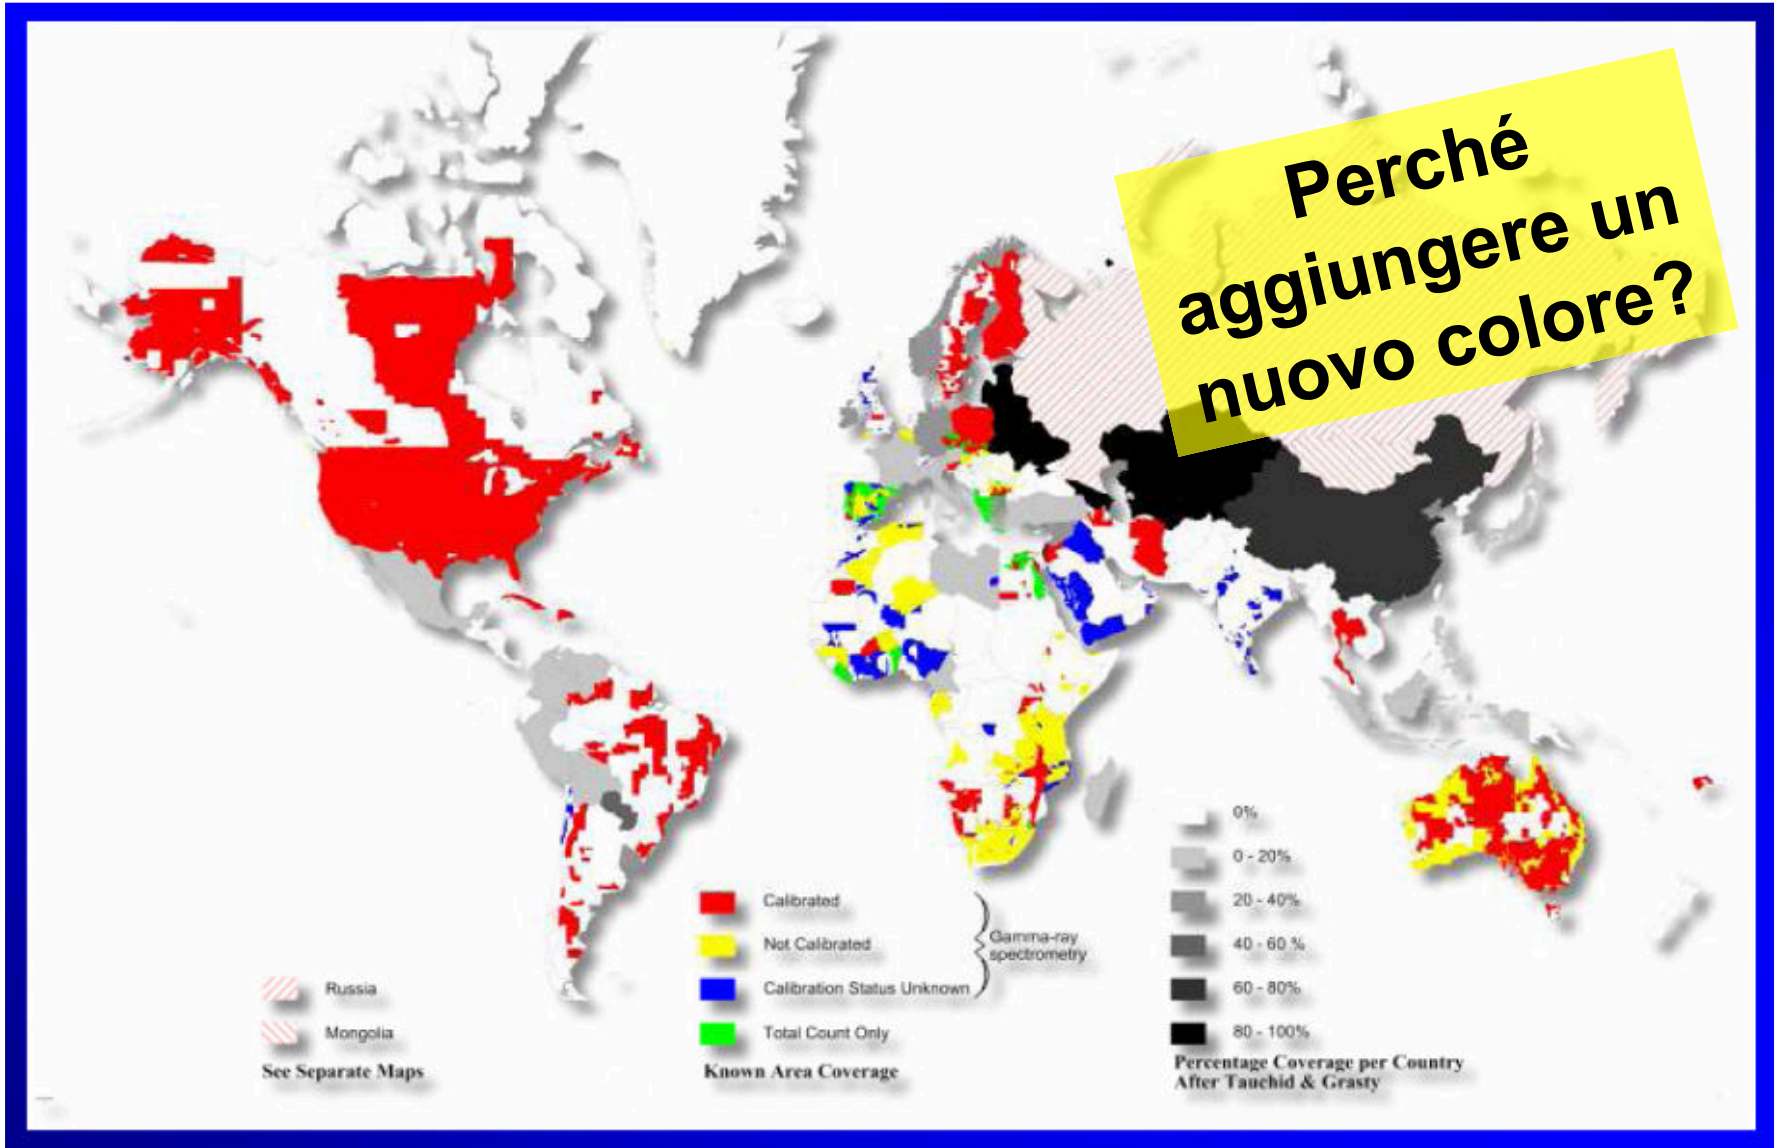 Perché
aggiungere un
nuovo colore?
0%
0 - 20%
20 - 40%
40 - 60 %
60 - 80%
80 - 100%
Percentage Coverage per Country
After Tauchid & Grasty
Calibrated
Not Calibrated
Calibration Status Unknown
Total Count Only
Gamma-ray
spectrometry
Known Area Coverage
Russia
Mongolia
See Separate Maps